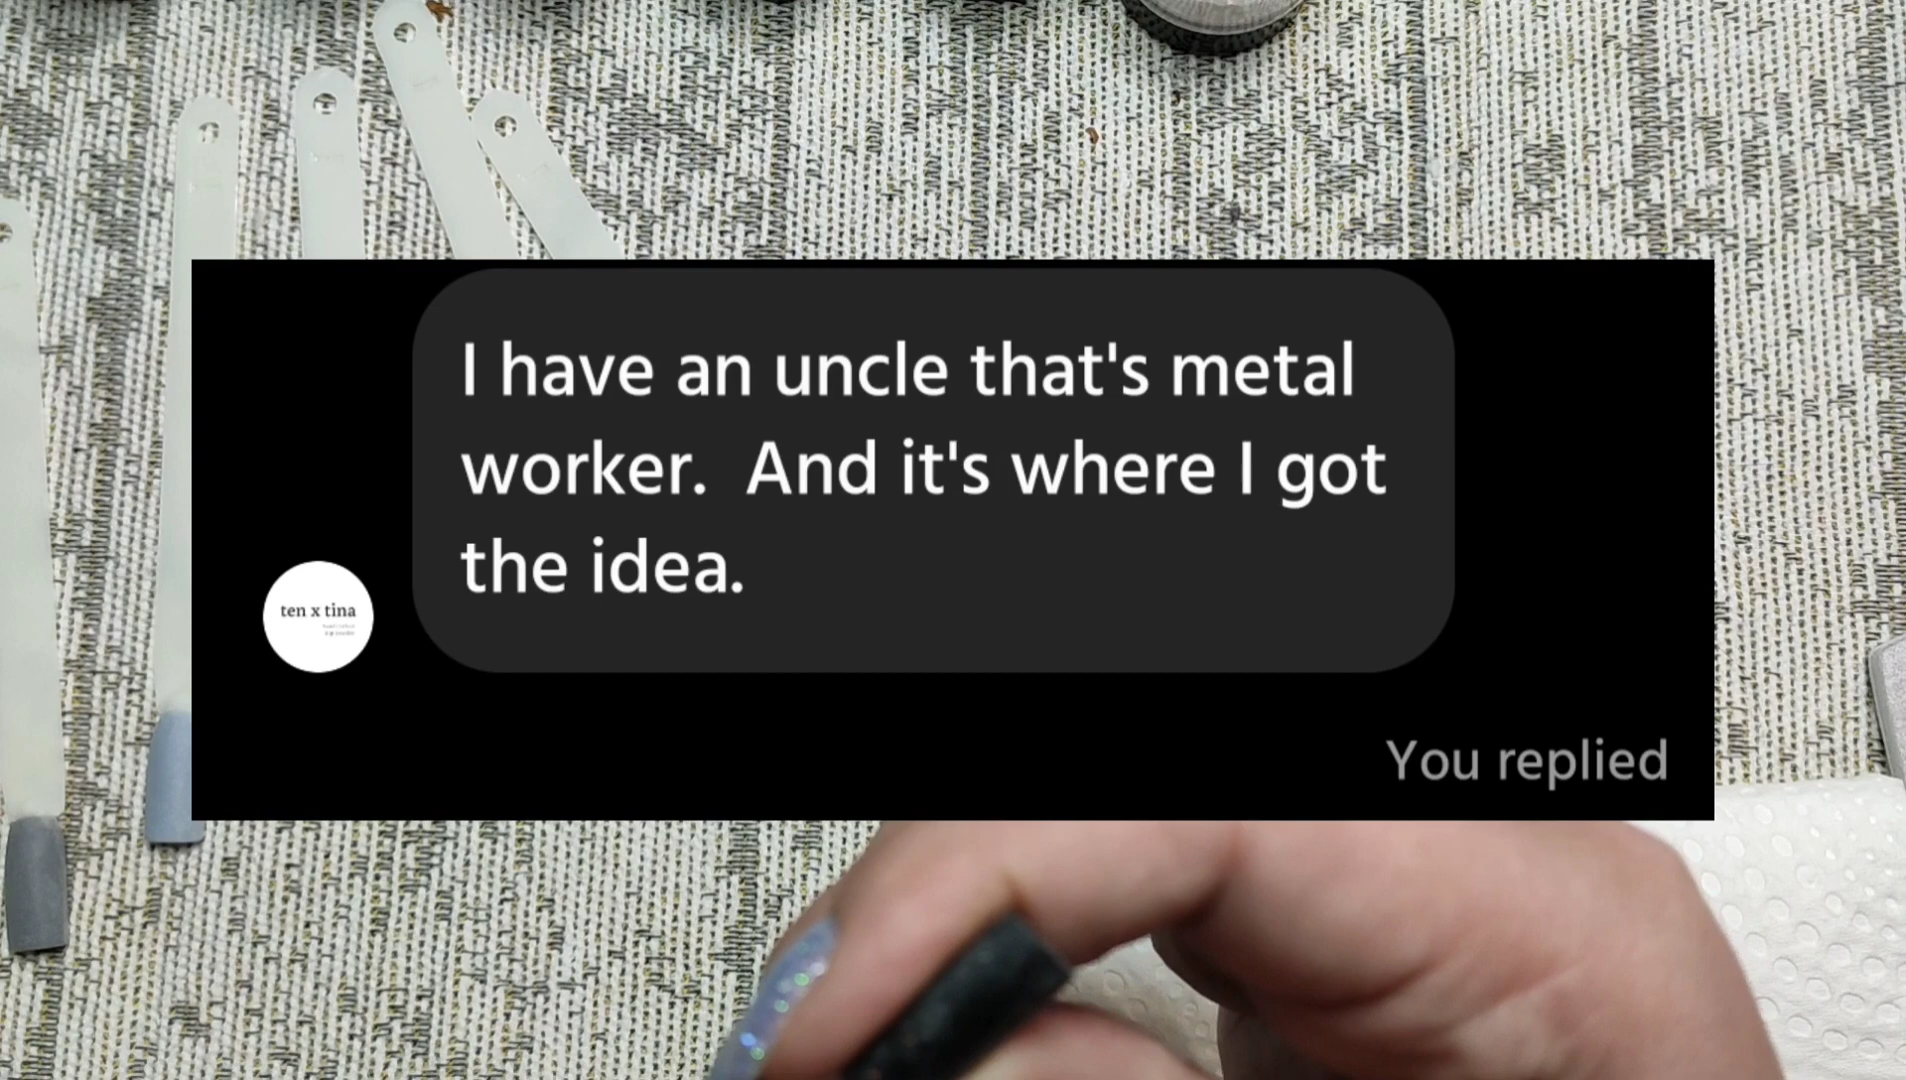 I have an uncle that's metal
worker.  And it's where I got
the idea.
ten x tina
You replied